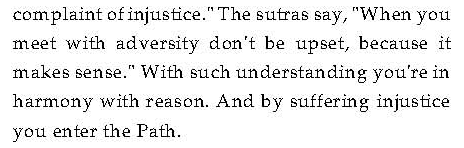 complaint of injustice." The sutras say, "When you
meet with adversity don't be upset, because it
makes sense." With such understanding you're in
harmony with reason. And by suffering injustice
you enter the Path.